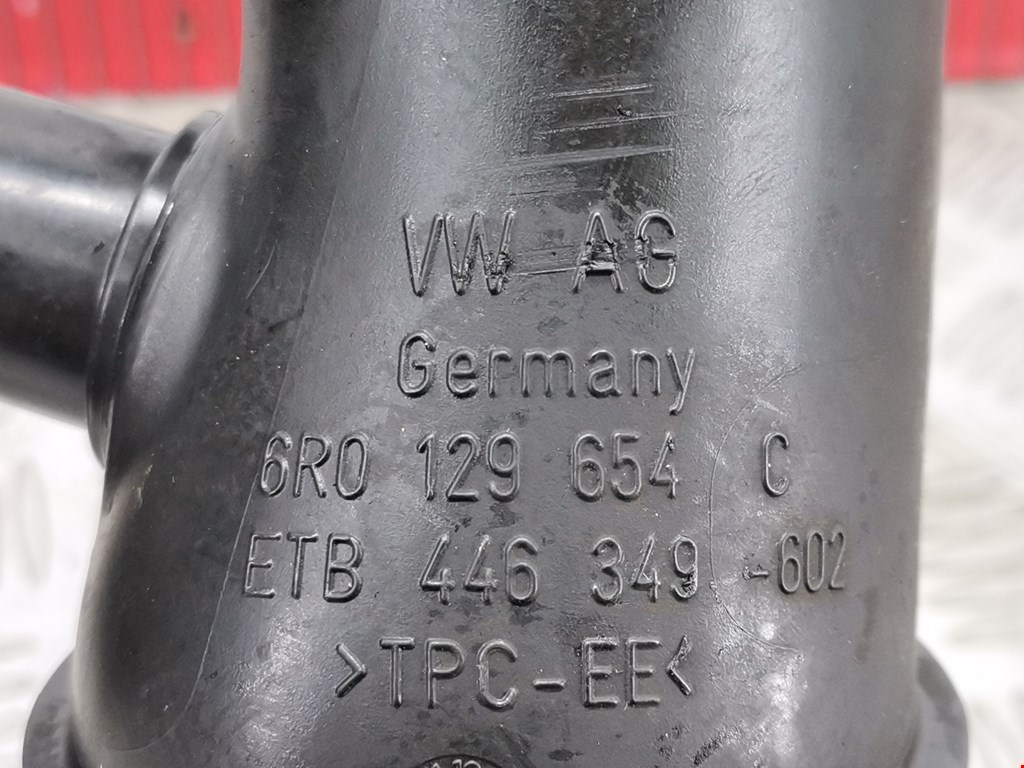 VW AG
Germany
6R0 129 654 C
ETB 446 349 -602
>TPC-EE<